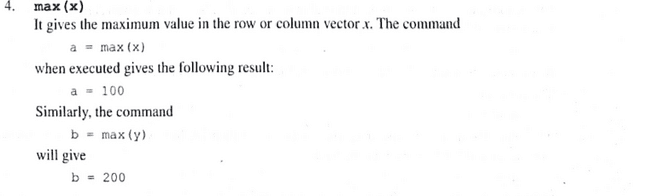 4. max(x)
It gives the maximum value in the row or column vector x. The command
a = max(x)
when executed gives the following result:
a = 100
Similarly, the command
b = max(y)
will give
b = 200